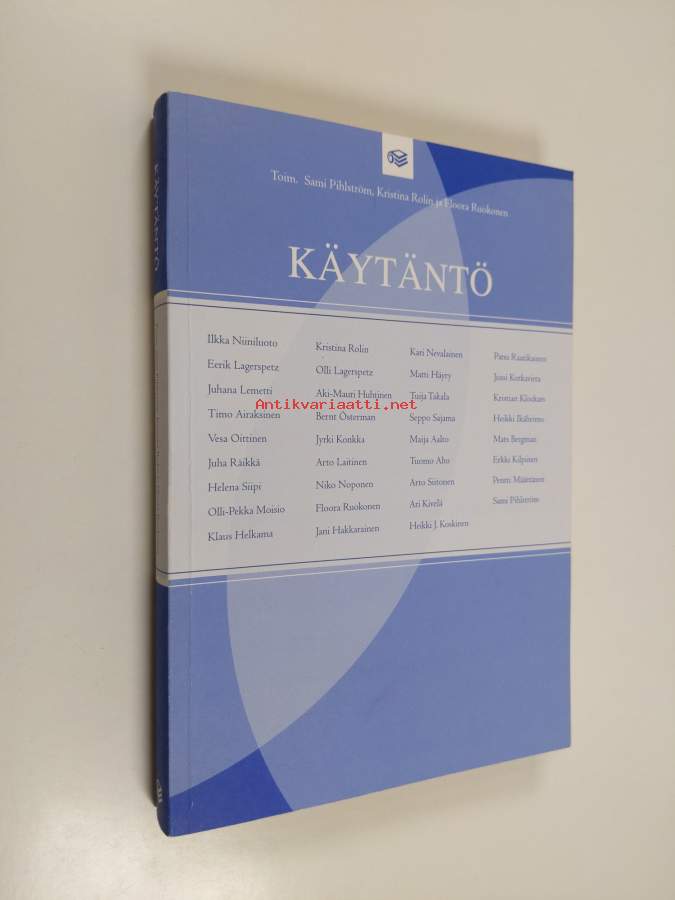 Toim. Sami Pihlström, Kristina Rolin ja Eloora Ruokonen
KÄYTÄNTÖ
Ilkka Niiniluoto
Eerik Lagerspetz
Juhana Lemetti
Timo Airaksinen
Vesa Oittinen
Juha Räikkä
Helena Siipi
Olli-Pekka Moisio
Klaus Helkama
Kristina Rolin
Olli Lagerspetz
Aki-Mauri Huhtinen
Bernt Österman
Jyrki Konkka
Arto Laitinen
Niko Noponen
Eloora Ruokonen
Jani Hakkarainen
Kari Nevalainen
Matti Häyry
Tuija Takala
Seppo Sajama
Maija Aalto
Tuomo Aho
Arto Siitonen
Ari Kivelä
Heikki J. Koskinen
Panu Raatikainen
Jussi Kotkavirta
Kristian Klockars
Heikki Ikäheimo
Mats Bergman
Erkki Kilpinen
Pentti Määttänen
Sami Pihlström
Antikvariaatti.net
KÄYTÄNTÖ